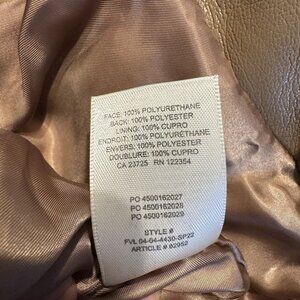 FACE: 100% POLYURETHANE
BACK: 100% POLYESTER
LINING: 100% CUPRO
ENDROIT: 100% POLYURETHANE
ENVERS: 100% POLYESTER
DOUBLURE: 100% CUPRO
CA 23725 RN 122354
PO 4500162027
PO 4500162028
PO 4500162029
STYLE #
FVL 04-04-4430-SP22
ARTICLE # 82952